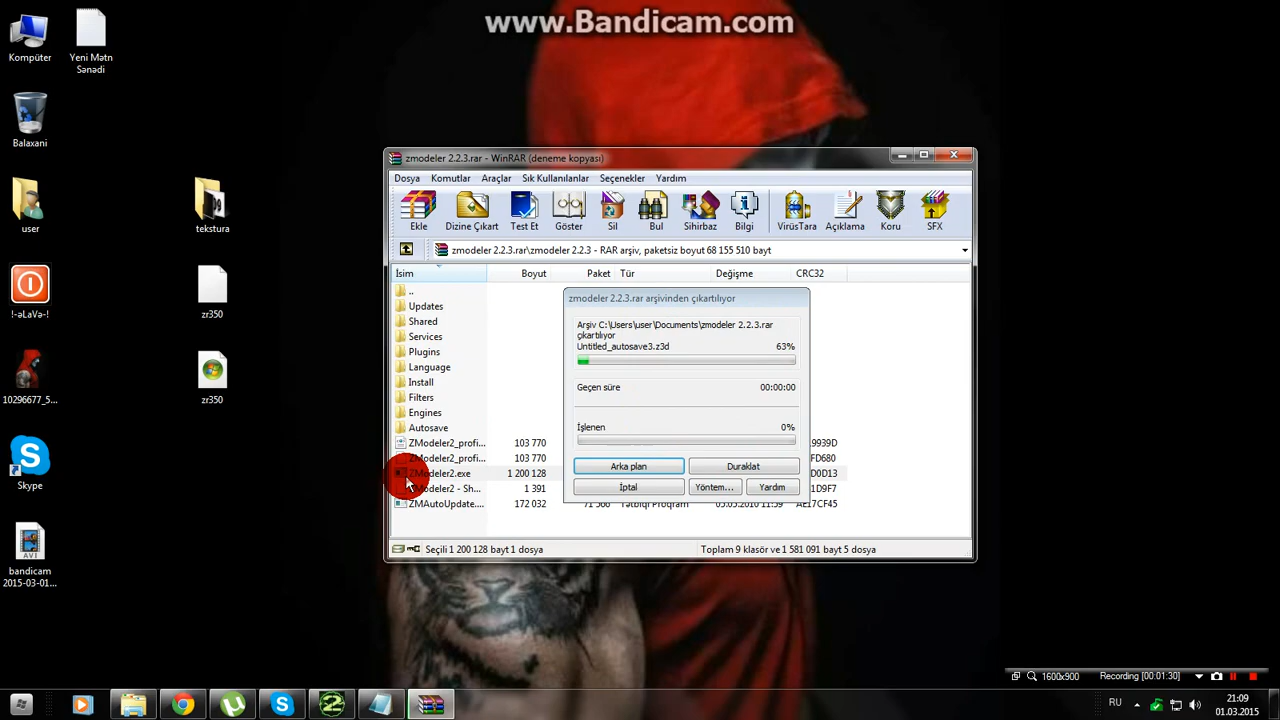 www.Bandicam.com
Kompüter
Yeni Mətn
Sənədi
Balaxani
user
tekstura
!-əLəVə-!
zr350
10296677_5...
zr350
Skype
bandicam
2015-03-01...
zmodeler 2.2.3.rar - WinRAR (deneme kopyası)
Dosya Komutlar Araçlar Sık Kullanılanlar Seçenekler Yardım
Ekle Dizine Çıkart Test Et Göster Sil Bul Sihirbaz Bilgi VirüsTara Açıklama Koru SFX
zmodeler 2.2.3.rar\zmodeler 2.2.3 - RAR arşiv, paketsiz boyut 68 155 510 bayt
İsim Boyut Paket Tür Değişme CRC32
..
Updates
Shared
Services
Plugins
Language
Install
Filters
Engines
Autosave
ZModeler2_profi... 103 770 9939D
ZModeler2_profi... 103 770 FD680
ZModeler2.exe 1 200 128 D0D13
ZModeler2 - Sh... 1 391 1D9F7
ZMAutoUpdate.... 172 032
zmodeler 2.2.3.rar arşivinden çıkartılıyor
Arşiv C:\Users\user\Documents\zmodeler 2.2.3.rar
çıkartılıyor
Untitled_autosave3.z3d 63%
Geçen süre 00:00:00
İşlenen 0%
Arka plan Duraklat
İptal Yöntem... Yardım
Seçili 1 200 128 bayt 1 dosya Toplam 9 klasör ve 1 581 091 bayt 5 dosya
1600x900 Recording [00:01:30]
RU 21:09
01.03.2015